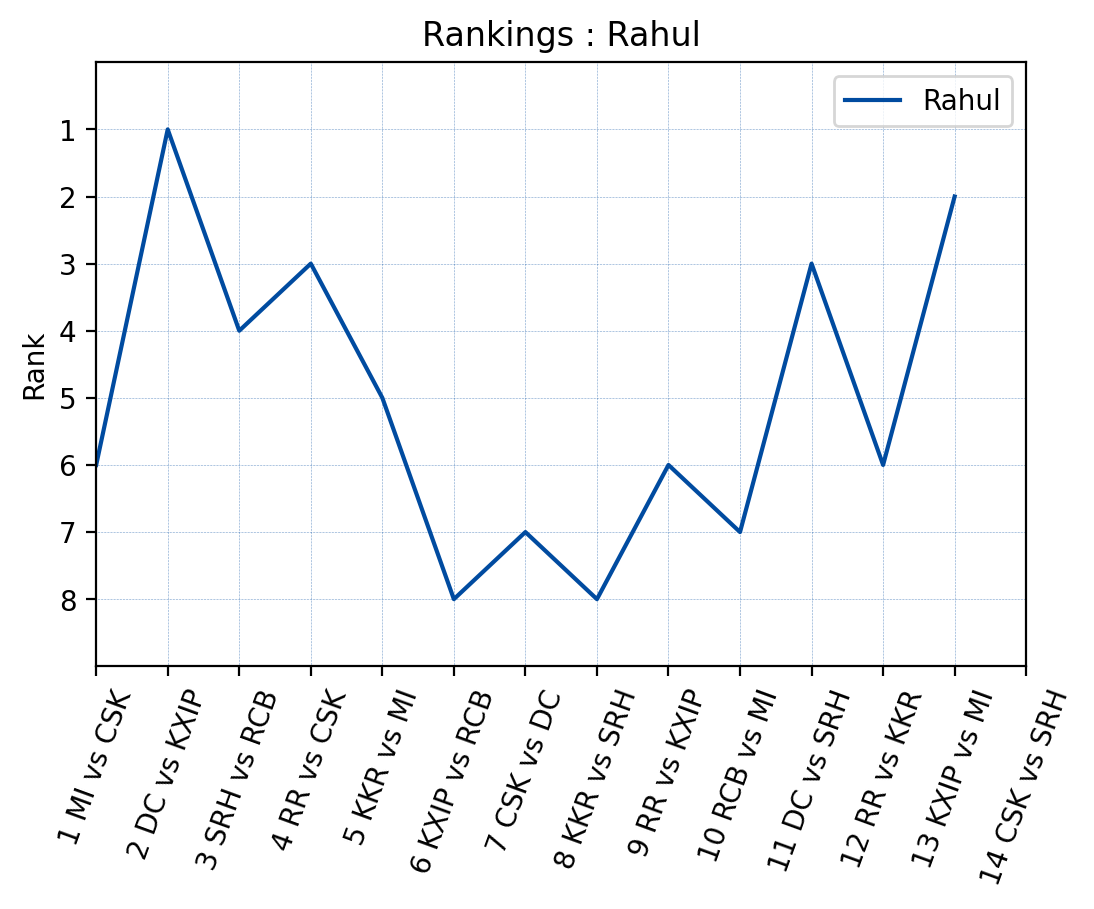 Rankings : Rahul
Rahul
Rank
1
2
3
4
5
6
7
8
1 MI vs CSK
2 DC vs KXIP
3 SRH vs RCB
4 RR vs CSK
5 KKR vs MI
6 KXIP vs RCB
7 CSK vs DC
8 KKR vs SRH
9 RR vs KXIP
10 RCB vs MI
11 DC vs SRH
12 RR vs KKR
13 KXIP vs MI
14 CSK vs SRH